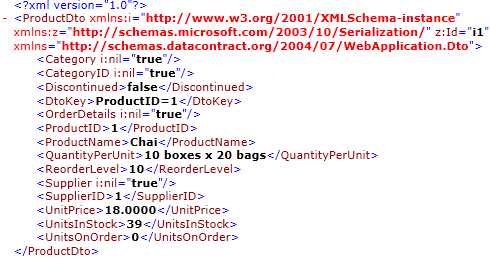 <?xml version="1.0"?>
- <ProductDto xmlns:i="http://www.w3.org/2001/XMLSchema-instance"
xmlns:z="http://schemas.microsoft.com/2003/10/Serialization/" z:Id="i1"
xmlns="http://schemas.datacontract.org/2004/07/WebApplication.Dto">
<Category i:nil="true"/>
<CategoryID i:nil="true"/>
<Discontinued>false</Discontinued>
<DtoKey>ProductID=1</DtoKey>
<OrderDetails i:nil="true"/>
<ProductID>1</ProductID>
<ProductName>Chai</ProductName>
<QuantityPerUnit>10 boxes x 20 bags</QuantityPerUnit>
<ReorderLevel>10</ReorderLevel>
<Supplier i:nil="true"/>
<SupplierID>1</SupplierID>
<UnitPrice>18.0000</UnitPrice>
<UnitsInStock>39</UnitsInStock>
<UnitsOnOrder>0</UnitsOnOrder>
</ProductDto>